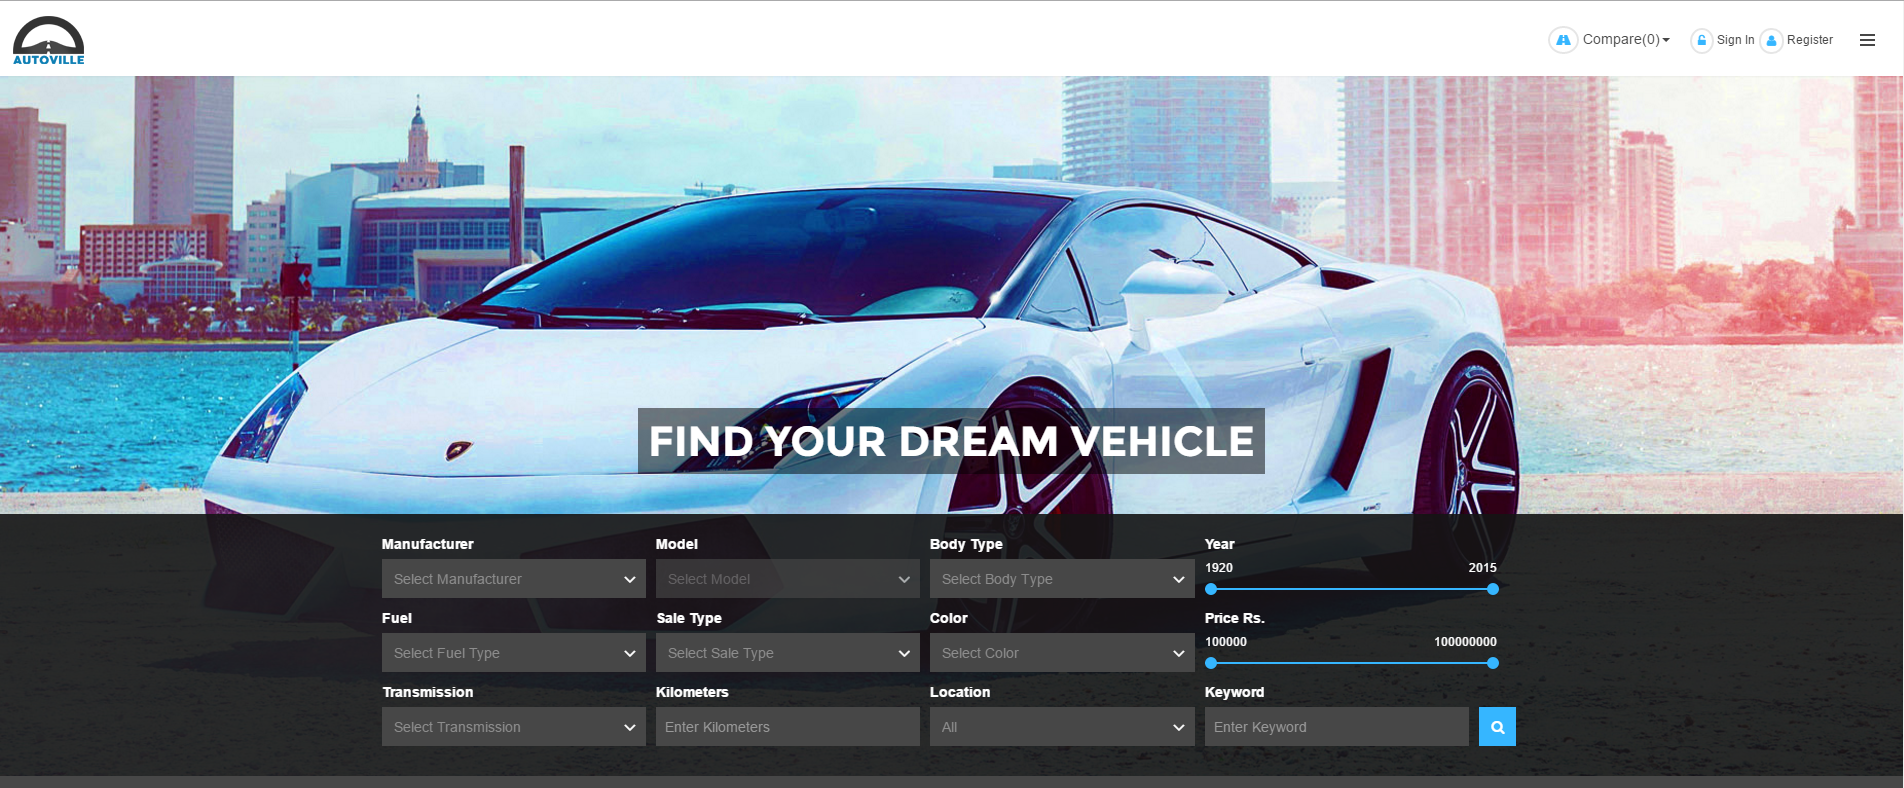 AUTOVILLE
Compare(0)
Sign In
Register
FIND YOUR DREAM VEHICLE
Manufacturer
Model
Body Type
Year
Select Manufacturer
Select Model
Select Body Type
1920
2015
Fuel
Sale Type
Color
Price Rs.
Select Fuel Type
Select Sale Type
Select Color
100000
100000000
Transmission
Kilometers
Location
Keyword
Select Transmission
Enter Kilometers
All
Enter Keyword